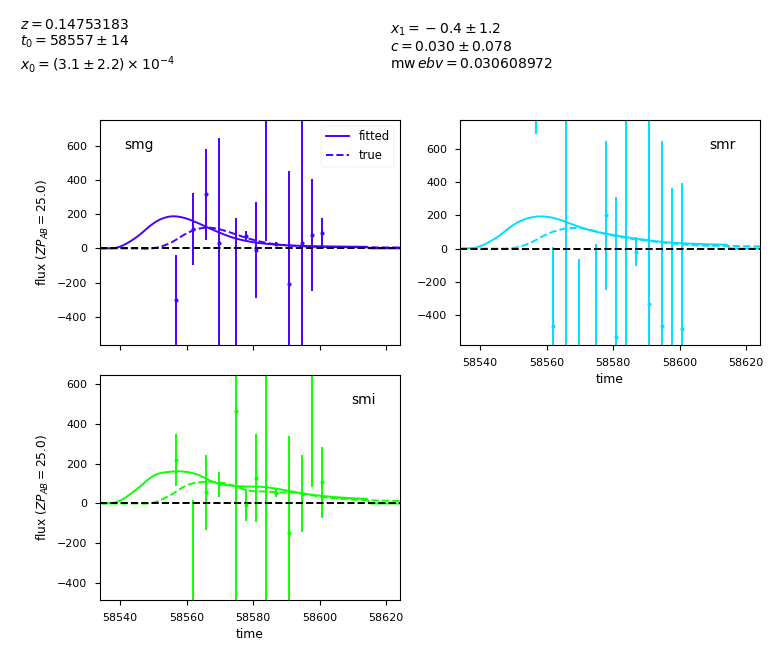 z = 0.14753183
t₀ = 58557 ± 14
x₀ = (3.1 ± 2.2) × 10⁻⁴
x₁ = −0.4 ± 1.2
c = 0.030 ± 0.078
mw ebv = 0.030608972
smg
fitted
true
600
400
200
0
−200
−400
flux (ZP_AB = 25.0)
smr
600
400
200
0
−200
−400
58540 58560 58580 58600 58620
time
smi
600
400
200
0
−200
−400
flux (ZP_AB = 25.0)
58540 58560 58580 58600 58620
time